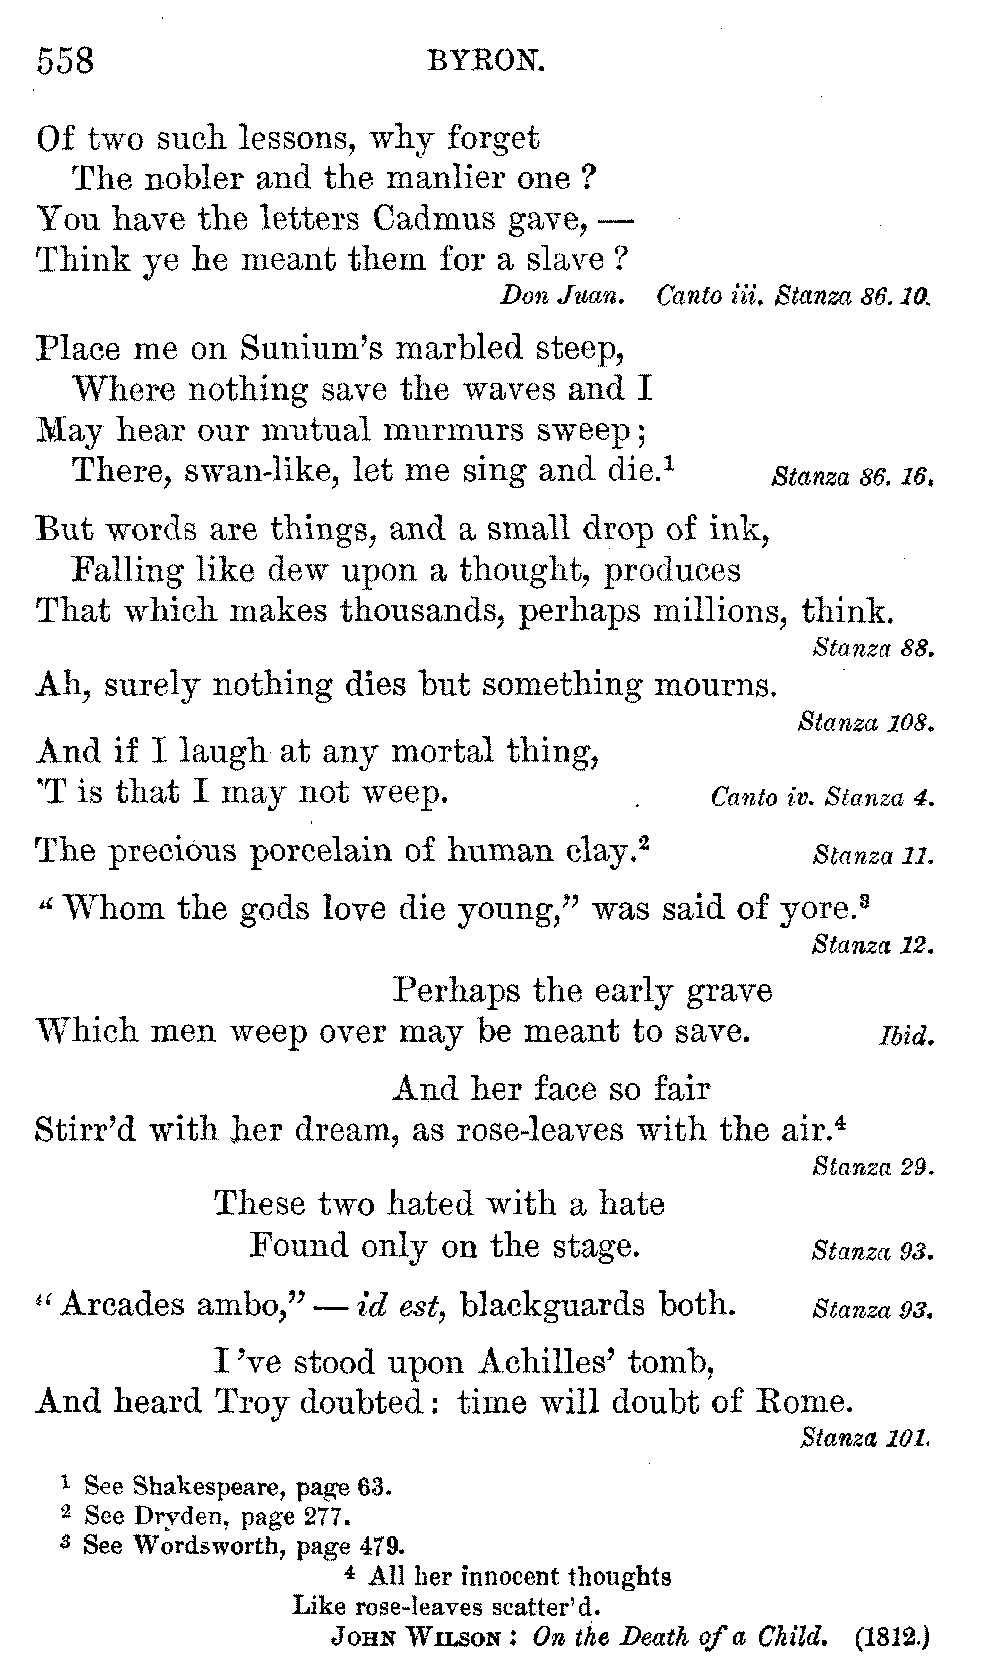 558 BYRON.
Of two such lessons, why forget
The nobler and the manlier one ?
You have the letters Cadmus gave, —
Think ye he meant them for a slave ?
Don Juan. Canto iii. Stanza 86. 10.
Place me on Sunium's marbled steep,
Where nothing save the waves and I
May hear our mutual murmurs sweep ;
There, swan-like, let me sing and die.¹ Stanza 86. 16.
But words are things, and a small drop of ink,
Falling like dew upon a thought, produces
That which makes thousands, perhaps millions, think.
Stanza 88.
Ah, surely nothing dies but something mourns.
Stanza 108.
And if I laugh at any mortal thing,
'T is that I may not weep. Canto iv. Stanza 4.
The precious porcelain of human clay.² Stanza 11.
“ Whom the gods love die young,” was said of yore.³
Stanza 12.
Perhaps the early grave
Which men weep over may be meant to save. Ibid.
And her face so fair
Stirr'd with her dream, as rose-leaves with the air.⁴
Stanza 29.
These two hated with a hate
Found only on the stage. Stanza 93.
“ Arcades ambo,” — id est, blackguards both. Stanza 93.
I 've stood upon Achilles' tomb,
And heard Troy doubted : time will doubt of Rome.
Stanza 101.
¹ See Shakespeare, page 63.
² See Dryden, page 277.
³ See Wordsworth, page 479.
⁴ All her innocent thoughts
Like rose-leaves scatter'd.
JOHN WILSON : On the Death of a Child. (1812.)